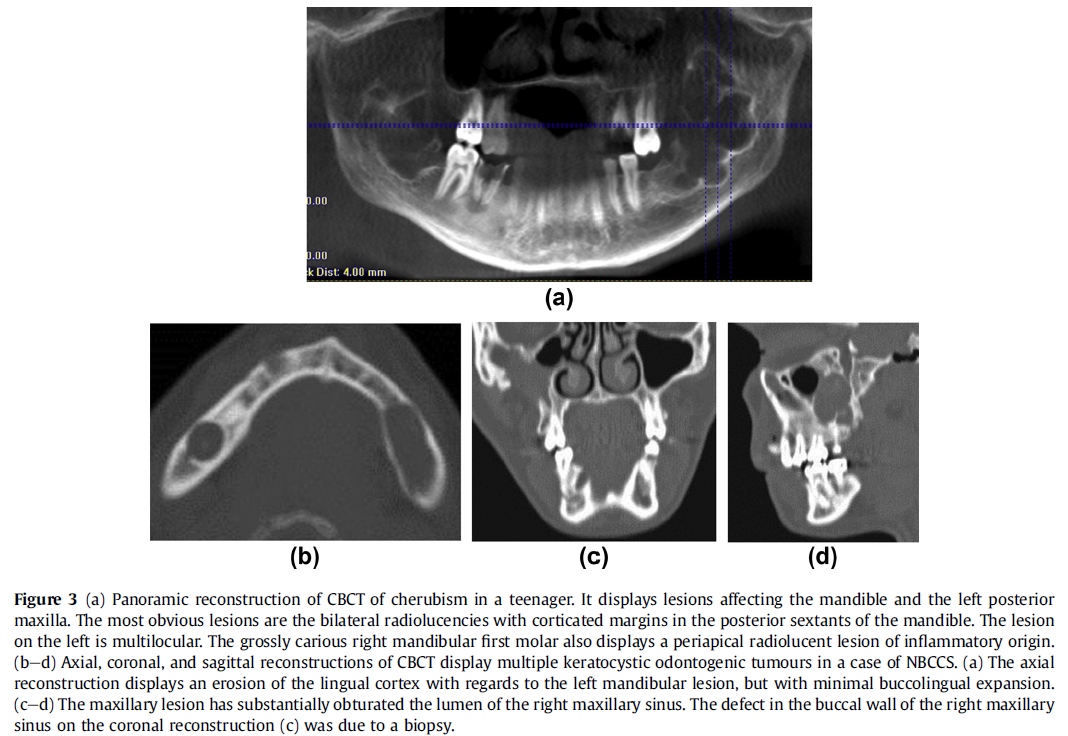 0.00
0.00
k Dist: 4.00 mm
(a)
(b)
(c)
(d)
Figure 3 (a) Panoramic reconstruction of CBCT of cherubism in a teenager. It displays lesions affecting the mandible and the left posterior
maxilla. The most obvious lesions are the bilateral radiolucencies with corticated margins in the posterior sextants of the mandible. The lesion
on the left is multilocular. The grossly carious right mandibular first molar also displays a periapical radiolucent lesion of inflammatory origin.
(b–d) Axial, coronal, and sagittal reconstructions of CBCT display multiple keratocystic odontogenic tumours in a case of NBCCS. (a) The axial
reconstruction displays an erosion of the lingual cortex with regards to the left mandibular lesion, but with minimal buccolingual expansion.
(c–d) The maxillary lesion has substantially obturated the lumen of the right maxillary sinus. The defect in the buccal wall of the right maxillary
sinus on the coronal reconstruction (c) was due to a biopsy.